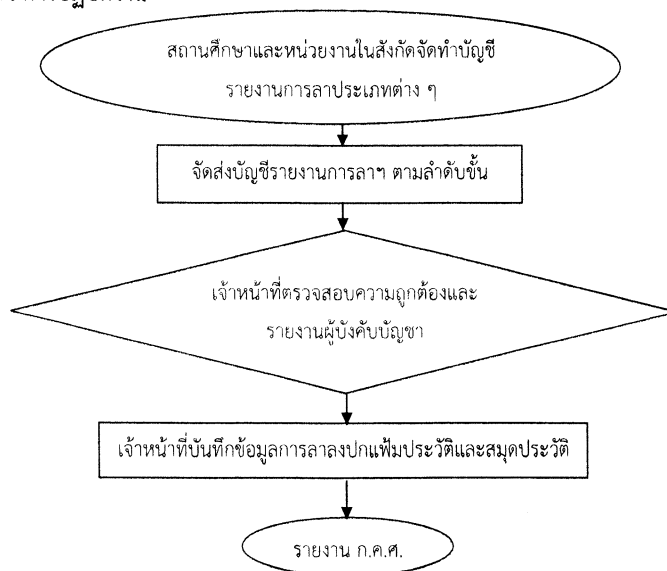 สถานศึกษาและหน่วยงานในสังกัดจัดทำบัญชี
รายงานการลาประเภทต่าง ๆ
จัดส่งบัญชีรายงานการลาฯ ตามลำดับขั้น
เจ้าหน้าที่ตรวจสอบความถูกต้องและ
รายงานผู้บังคับบัญชา
เจ้าหน้าที่บันทึกข้อมูลการลาลงปกแฟ้มประวัติและสมุดประวัติ
รายงาน ก.ค.ศ.